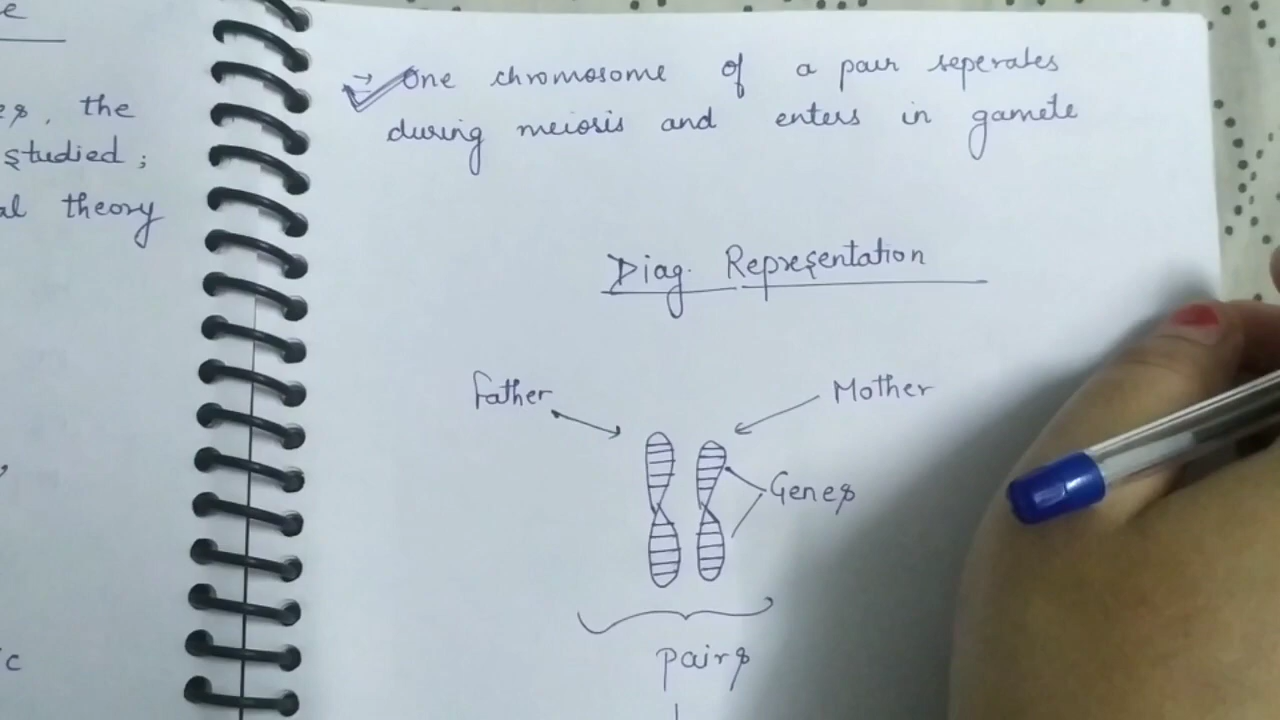 e
es, the
studied;
al theory
c
→ One chromosome of a pair seperates
during meiosis and enters in gamete
Diag. Representation
Father
Mother
Genes
Pairs